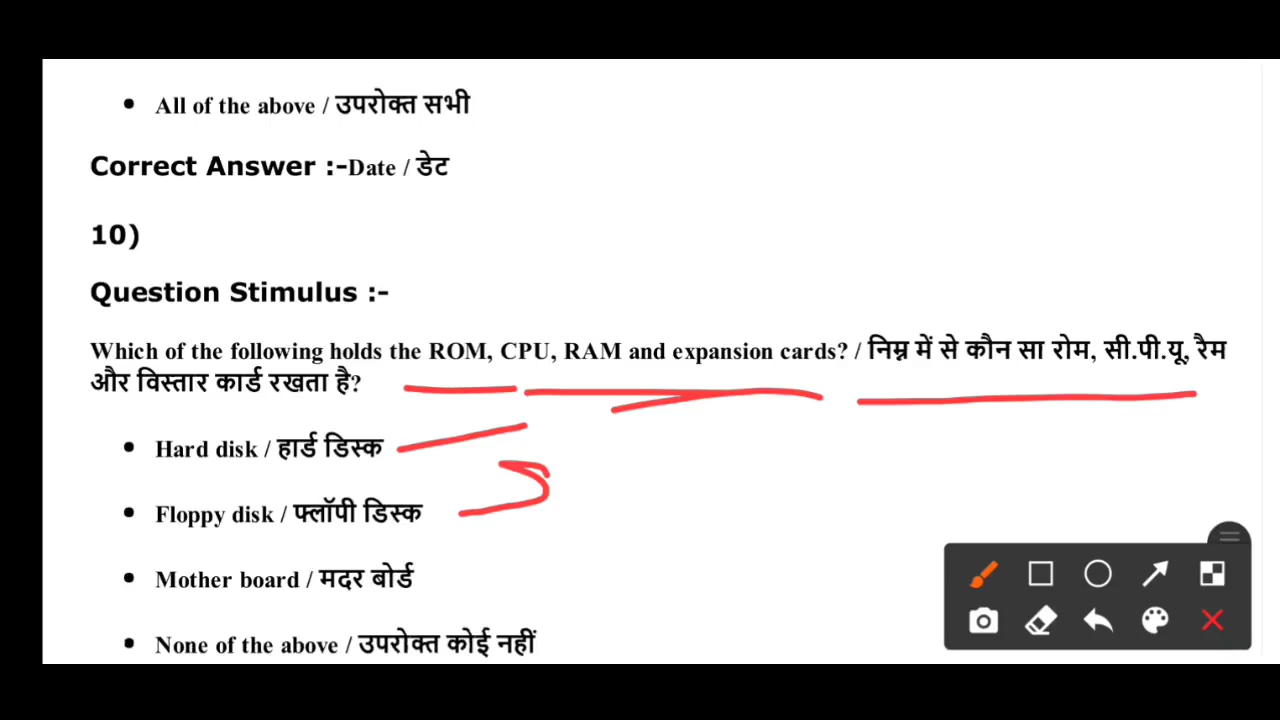 All of the above / उपरोक्त सभी
Correct Answer :-Date / डेट
10)
Question Stimulus :-
Which of the following holds the ROM, CPU, RAM and expansion cards? / निम्न में से कौन सा रोम, सी.पी.यू, रैम
और विस्तार कार्ड रखता है?
Hard disk / हार्ड डिस्क
Floppy disk / फ्लॉपी डिस्क
Mother board / मदर बोर्ड
None of the above / उपरोक्त कोई नहीं